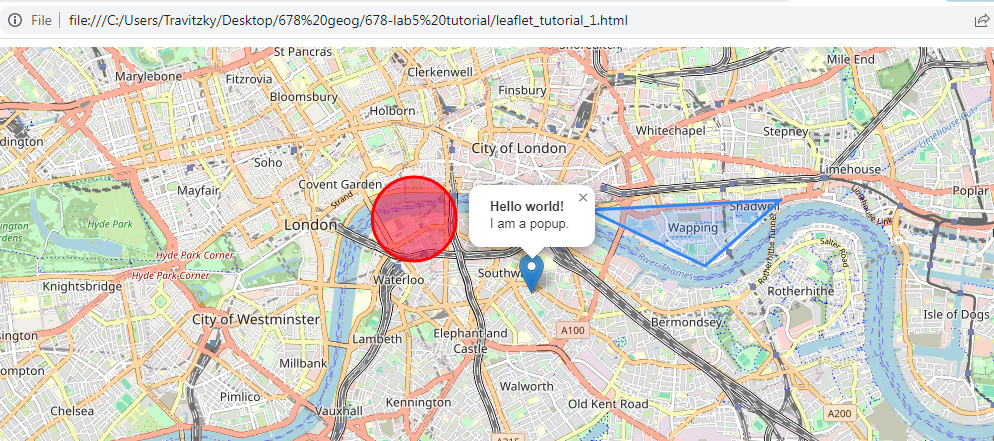 File
file:///C:/Users/Travitzky/Desktop/678%20geog/678-lab5%20tutorial/leaflet_tutorial_1.html
St Pancras
Mile End
Marylebone
Fitzrovia
Clerkenwell
Finsbury
Bloomsbury
Holborn
Whitechapel
Stepney
City of London
Soho
Limehouse
Mayfair
Covent Garden
Strand
Poplar
Hyde Park
Hello world!
I am a popup.
Shadwell
London
Wapping
Hyde Park Corner
Hyde Park Corner
Salter Road
River Thames
Rotherhithe Tunnel
Waterloo
Knightsbridge
Rotherhithe
City of Westminster
Bermondsey
Isle of Dogs
A100
Elephant and
Castle
Lambeth
Millbank
Walworth
Pimlico
Kennington
Old Kent Road
Chelsea
Vauxhall
A200